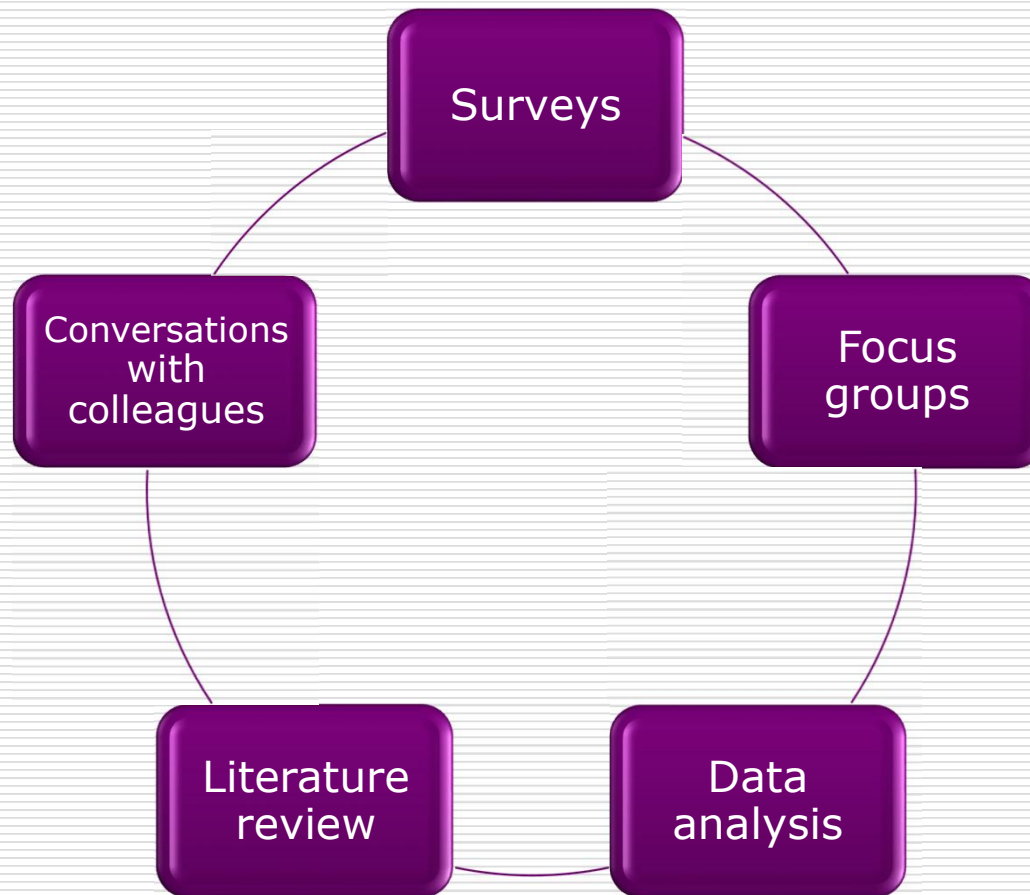 Surveys
Focus
groups
Data
analysis
Literature
review
Conversations
with
colleagues